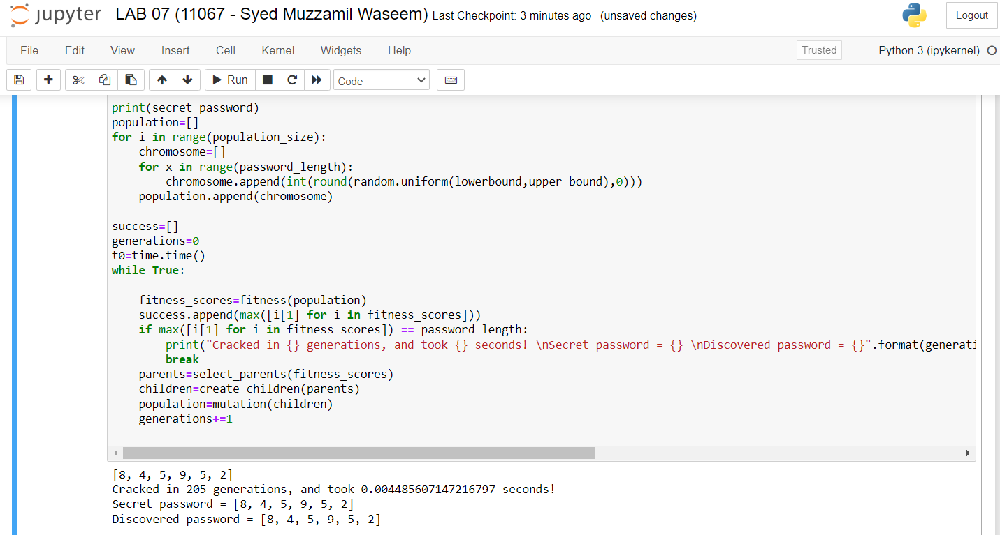 jupyter LAB 07 (11067 - Syed Muzzamil Waseem) Last Checkpoint: 3 minutes ago (unsaved changes) Logout
File Edit View Insert Cell Kernel Widgets Help Trusted Python 3 (ipykernel)
Run Code
print(secret_password)
population=[]
for i in range(population_size):
    chromosome=[]
    for x in range(password_length):
        chromosome.append(int(round(random.uniform(lowerbound,upper_bound),0)))
    population.append(chromosome)

success=[]
generations=0
t0=time.time()
while True:

    fitness_scores=fitness(population)
    success.append(max([i[1] for i in fitness_scores]))
    if max([i[1] for i in fitness_scores]) == password_length:
        print("Cracked in {} generations, and took {} seconds! \nSecret password = {} \nDiscovered password = {}".format(generati
        break
    parents=select_parents(fitness_scores)
    children=create_children(parents)
    population=mutation(children)
    generations+=1

[8, 4, 5, 9, 5, 2]
Cracked in 205 generations, and took 0.004485607147216797 seconds!
Secret password = [8, 4, 5, 9, 5, 2]
Discovered password = [8, 4, 5, 9, 5, 2]